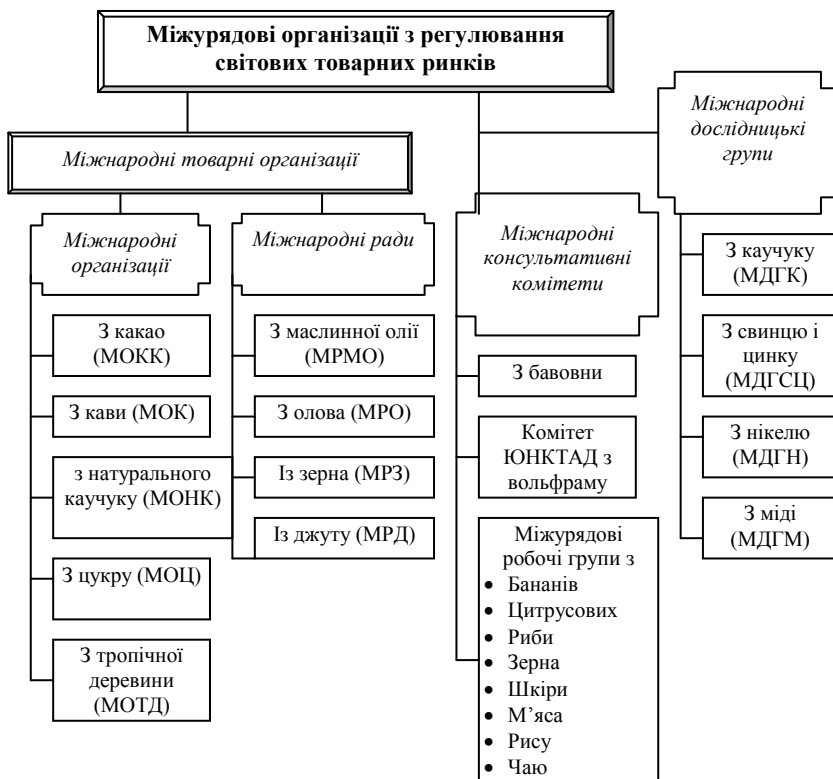 Міжурядові організації з регулювання
світових товарних ринків
Міжнародні товарні організації
Міжнародні
організації
З какао
(МОКК)
З кави (МОК)
з натурального
каучуку (МОНК)
З цукру (МОЦ)
З тропічної
деревини
(МОТД)
Міжнародні ради
З маслинної олії
(МРМО)
З олова (МРО)
Із зерна (МРЗ)
Із джуту (МРД)
Міжнародні
консультативні
комітети
З бавовни
Комітет
ЮНКТАД з
вольфраму
Міжурядові
робочі групи з
• Бананів
• Цитрусових
• Риби
• Зерна
• Шкіри
• М’яса
• Рису
• Чаю
Міжнародні
дослідницькі
групи
З каучуку
(МДГК)
З свинцю і
цинку
(МДГСЦ)
З нікелю
(МДГН)
З міді
(МДГМ)